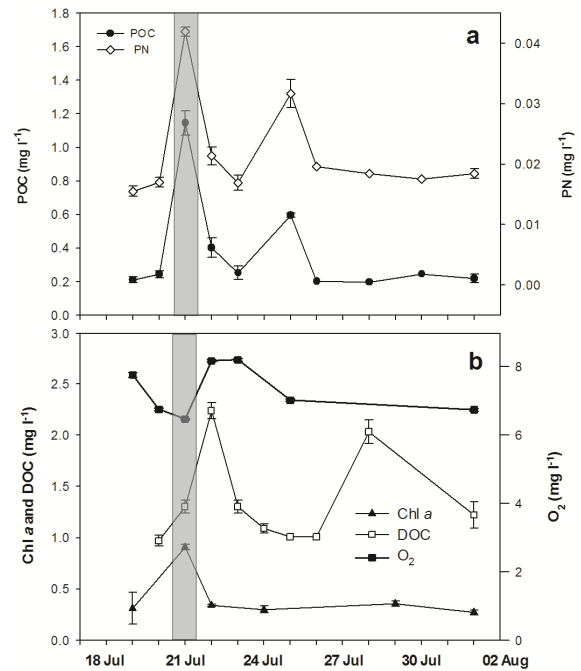 1.8
1.6
1.4
1.2
1.0
0.8
0.6
0.4
0.2
0.0
POC (mg l-1)
POC
PN
a
0.04
0.03
0.02
0.01
0.00
PN (mg l-1)
3.0
2.5
2.0
1.5
1.0
0.5
0.0
Chl a and DOC (mg l-1)
b
Chl a
DOC
O2
8
6
4
2
0
O2 (mg l-1)
18 Jul 21 Jul 24 Jul 27 Jul 30 Jul 02 Aug